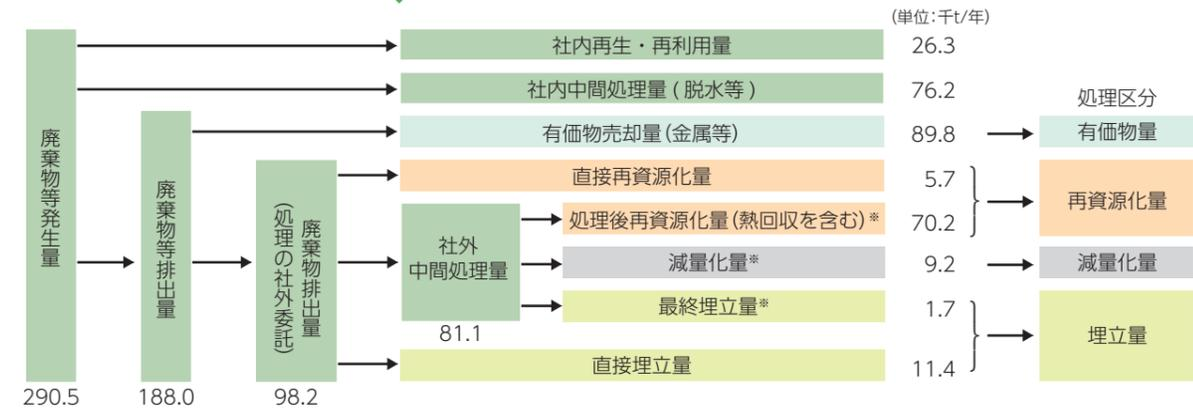 (単位：千t/年)
社内再生・再利用量
26.3
社内中間処理量(脱水等)
76.2
処理区分
有価物売却量(金属等)
89.8
有価物量
廃棄物等発生量
290.5
廃棄物等排出量
188.0
廃棄物排出量
(処理の社外委託)
98.2
直接再資源化量
5.7
社外
中間処理量
81.1
処理後再資源化量(熱回収を含む)※
70.2
再資源化量
減量化量※
9.2
減量化量
最終埋立量※
1.7
直接埋立量
11.4
埋立量